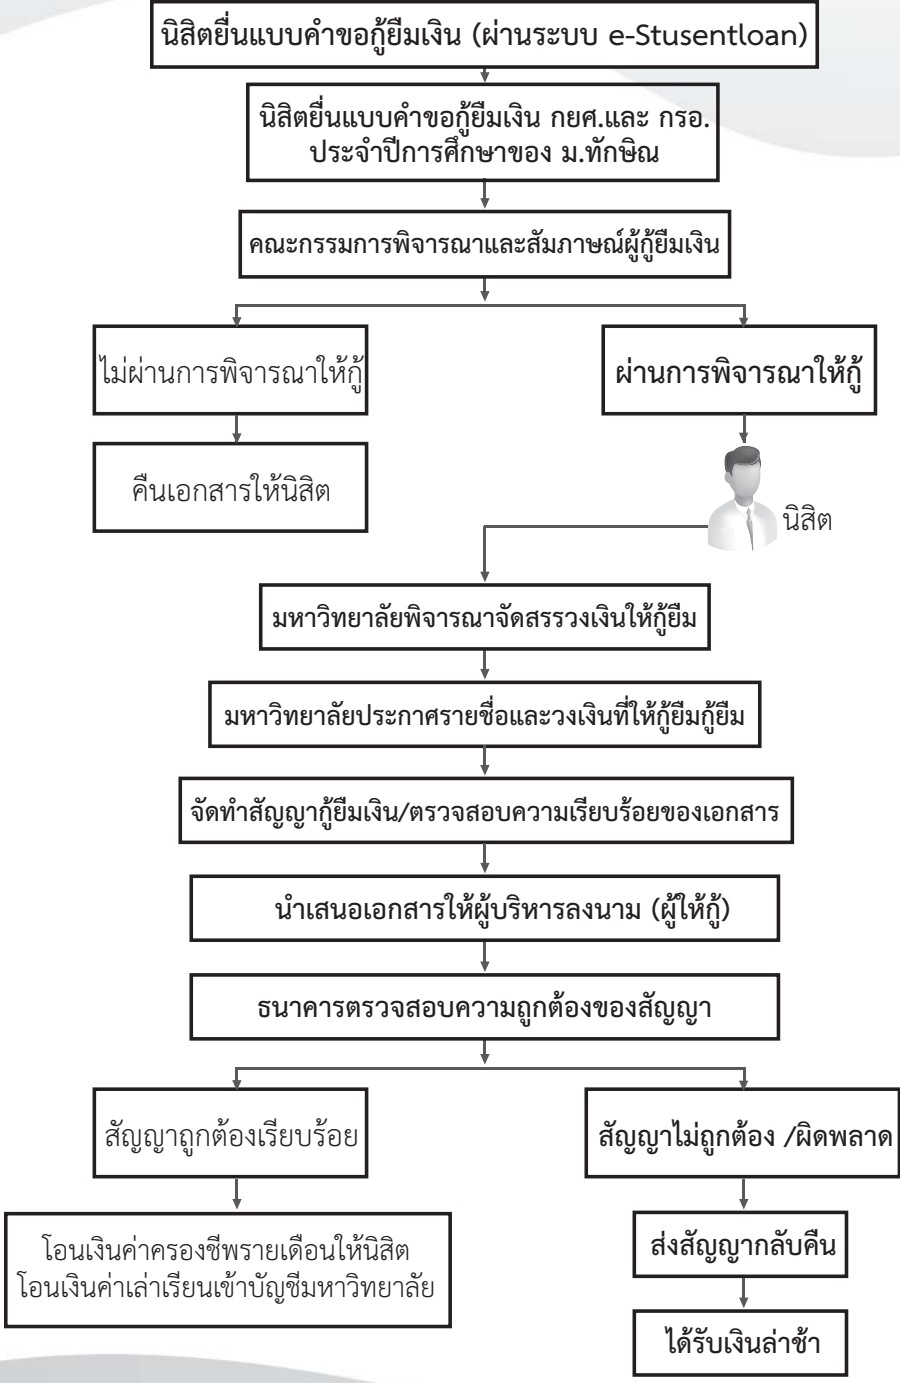 นิสิตยื่นแบบคำขอกู้ยืมเงิน (ผ่านระบบ e-Stusentloan)
นิสิตยื่นแบบคำขอกู้ยืมเงิน กยศ.และ กรอ.
ประจำปีการศึกษาของ ม.ทักษิณ
คณะกรรมการพิจารณาและสัมภาษณ์ผู้กู้ยืมเงิน
ไม่ผ่านการพิจารณาให้กู้
ผ่านการพิจารณาให้กู้
คืนเอกสารให้นิสิต
นิสิต
มหาวิทยาลัยพิจารณาจัดสรรวงเงินให้กู้ยืม
มหาวิทยาลัยประกาศรายชื่อและวงเงินที่ให้กู้ยืมกู้ยืม
จัดทำสัญญากู้ยืมเงิน/ตรวจสอบความเรียบร้อยของเอกสาร
นำเสนอเอกสารให้ผู้บริหารลงนาม (ผู้ให้กู้)
ธนาคารตรวจสอบความถูกต้องของสัญญา
สัญญาถูกต้องเรียบร้อย
สัญญาไม่ถูกต้อง /ผิดพลาด
โอนเงินค่าครองชีพรายเดือนให้นิสิต
โอนเงินค่าเล่าเรียนเข้าบัญชีมหาวิทยาลัย
ส่งสัญญากลับคืน
ได้รับเงินล่าช้า